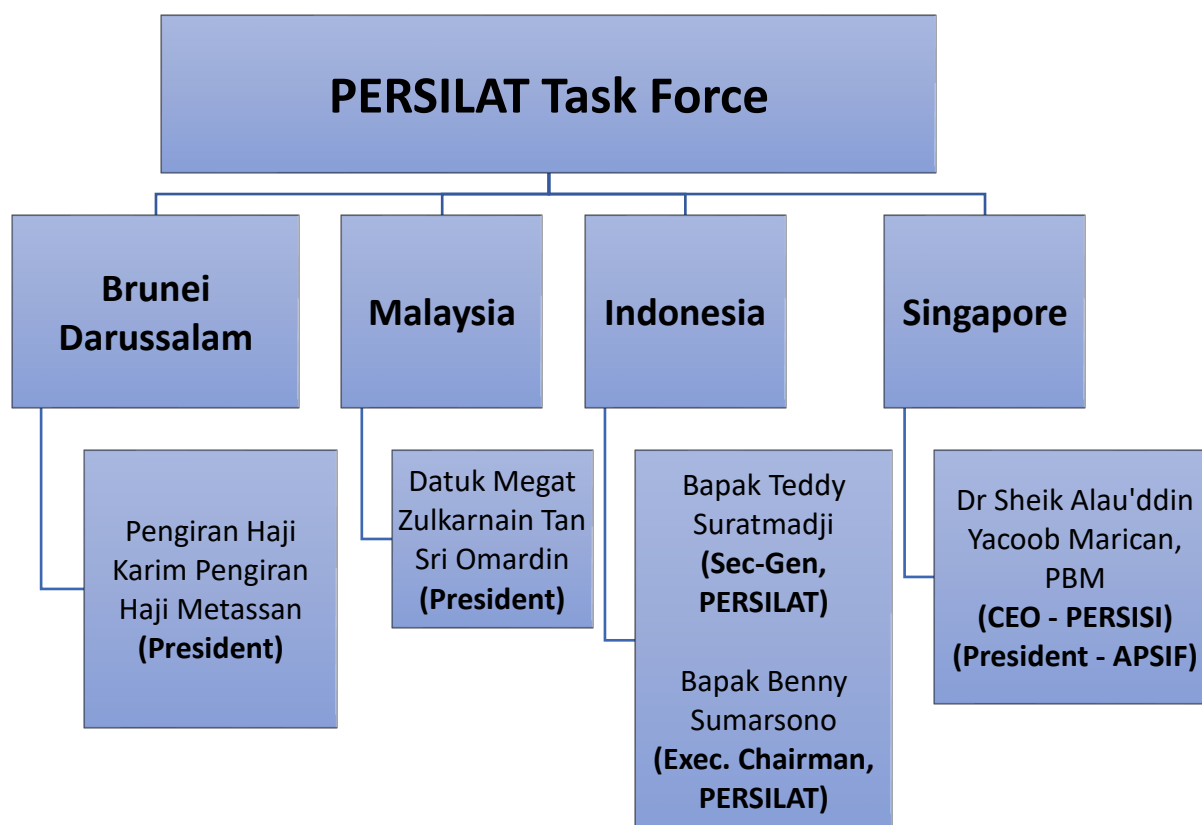 PERSILAT Task Force
Brunei
Darussalam
Malaysia
Indonesia
Singapore
Pengiran Haji
Karim Pengiran
Haji Metassan
(President)
Datuk Megat
Zulkarnain Tan
Sri Omardin
(President)
Bapak Teddy
Suratmadji
(Sec-Gen,
PERSILAT)
Bapak Benny
Sumarsono
(Exec. Chairman,
PERSILAT)
Dr Sheik Alau'ddin
Yacoob Marican,
PBM
(CEO - PERSISI)
(President - APSIF)